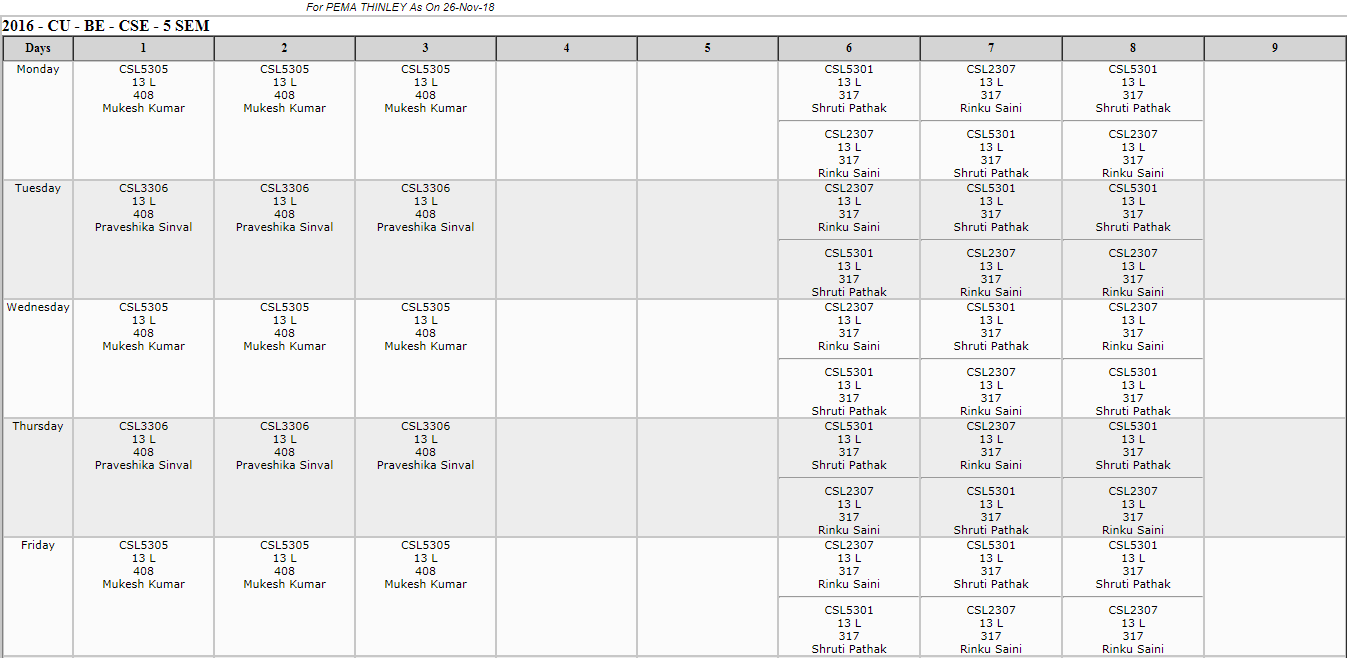 For PEMA THINLEY As On 26-Nov-18
2016 - CU - BE - CSE - 5 SEM
Days 1 2 3 4 5 6 7 8 9
Monday CSL5305 CSL5305 CSL5305 CSL5301 CSL2307 CSL5301
13 L 13 L 13 L 13 L 13 L 13 L
408 408 408 317 317 317
Mukesh Kumar Mukesh Kumar Mukesh Kumar Shruti Pathak Rinku Saini Shruti Pathak
CSL2307 CSL5301 CSL2307
13 L 13 L 13 L
317 317 317
Rinku Saini Shruti Pathak Rinku Saini
Tuesday CSL3306 CSL3306 CSL3306 CSL2307 CSL5301 CSL5301
13 L 13 L 13 L 13 L 13 L 13 L
408 408 408 317 317 317
Praveshika Sinval Praveshika Sinval Praveshika Sinval Rinku Saini Shruti Pathak Shruti Pathak
CSL5301 CSL2307 CSL2307
13 L 13 L 13 L
317 317 317
Shruti Pathak Rinku Saini Rinku Saini
Wednesday CSL5305 CSL5305 CSL5305 CSL2307 CSL5301 CSL2307
13 L 13 L 13 L 13 L 13 L 13 L
408 408 408 317 317 317
Mukesh Kumar Mukesh Kumar Mukesh Kumar Rinku Saini Shruti Pathak Rinku Saini
CSL5301 CSL2307 CSL5301
13 L 13 L 13 L
317 317 317
Shruti Pathak Rinku Saini Shruti Pathak
Thursday CSL3306 CSL3306 CSL3306 CSL5301 CSL2307 CSL5301
13 L 13 L 13 L 13 L 13 L 13 L
408 408 408 317 317 317
Praveshika Sinval Praveshika Sinval Praveshika Sinval Shruti Pathak Rinku Saini Shruti Pathak
CSL2307 CSL5301 CSL2307
13 L 13 L 13 L
317 317 317
Rinku Saini Shruti Pathak Rinku Saini
Friday CSL5305 CSL5305 CSL5305 CSL2307 CSL5301 CSL5301
13 L 13 L 13 L 13 L 13 L 13 L
408 408 408 317 317 317
Mukesh Kumar Mukesh Kumar Mukesh Kumar Rinku Saini Shruti Pathak Shruti Pathak
CSL5301 CSL2307 CSL2307
13 L 13 L 13 L
317 317 317
Shruti Pathak Rinku Saini Rinku Saini